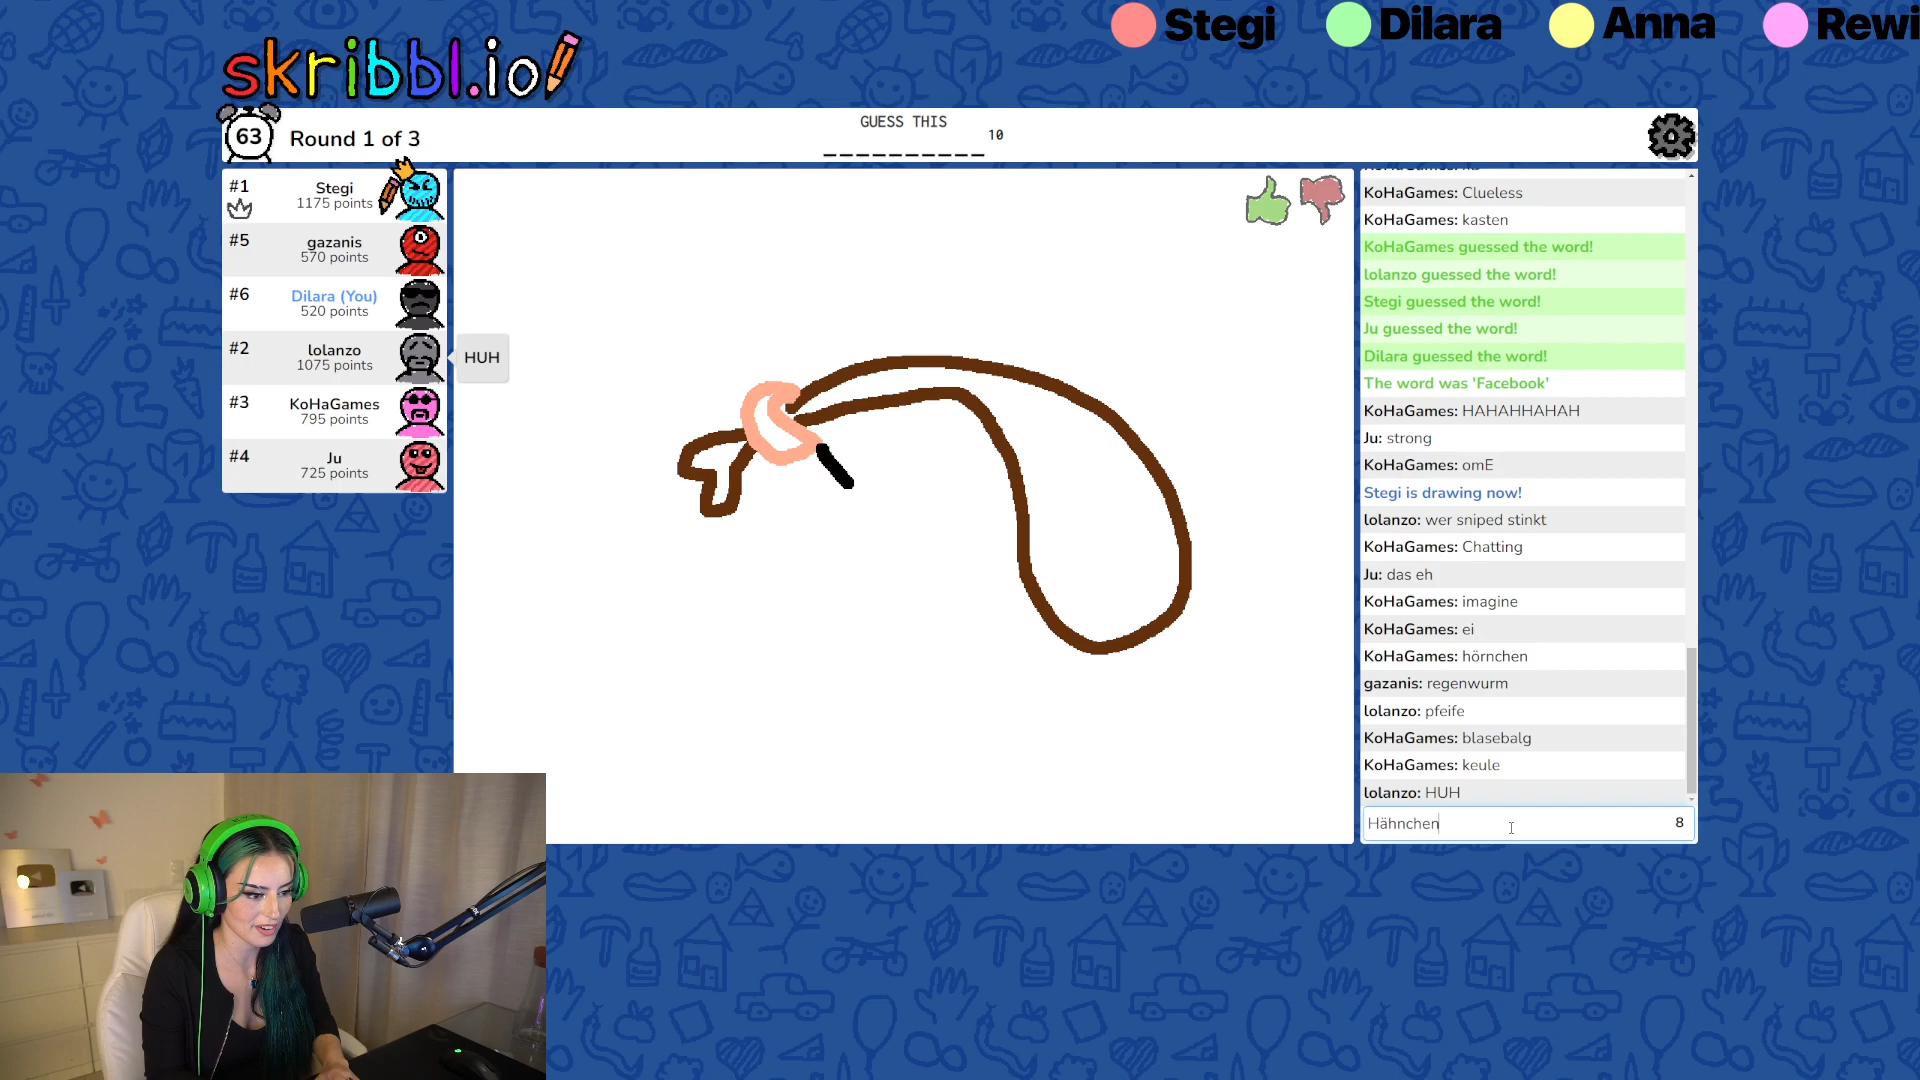 Stegi
Dilara
Anna
Rewi
skribbl.io
63
Round 1 of 3
GUESS THIS
__________ 10
#1
Stegi
1175 points
#5
gazanis
570 points
#6
Dilara (You)
520 points
#2
lolanzo
1075 points
HUH
#3
KoHaGames
795 points
#4
Ju
725 points
KoHaGames: Clueless
KoHaGames: kasten
KoHaGames guessed the word!
lolanzo guessed the word!
Stegi guessed the word!
Ju guessed the word!
Dilara guessed the word!
The word was 'Facebook'
KoHaGames: HAHAHHAHAH
Ju: strong
KoHaGames: omE
Stegi is drawing now!
lolanzo: wer sniped stinkt
KoHaGames: Chatting
Ju: das eh
KoHaGames: imagine
KoHaGames: ei
KoHaGames: hörnchen
gazanis: regenwurm
lolanzo: pfeife
KoHaGames: blasebalg
KoHaGames: keule
lolanzo: HUH
Hähnchen
8